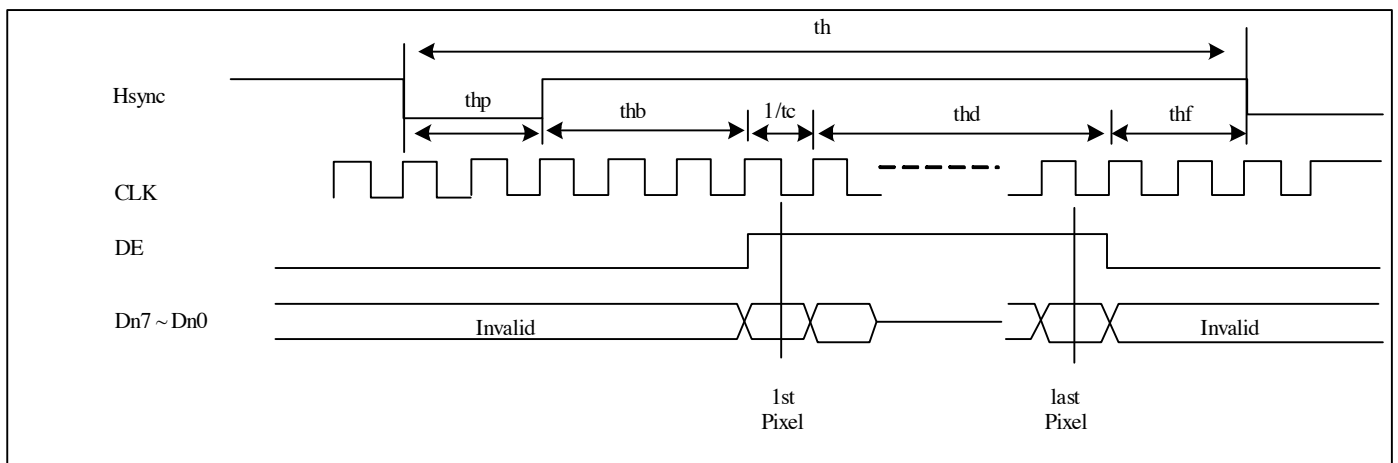 th
Hsync
thp
thb
1/tc
thd
thf
CLK
DE
Dn7 ~ Dn0
Invalid
Invalid
1st
Pixel
last
Pixel